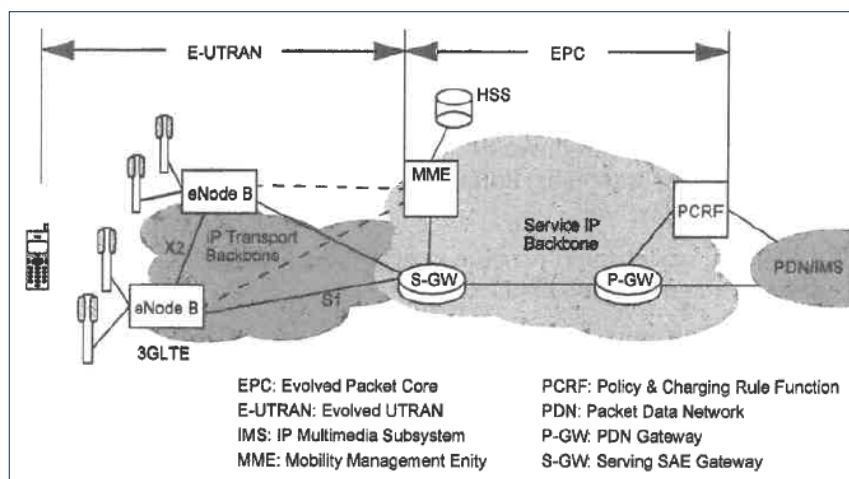 E-UTRAN
EPC
HSS
MME
eNode B
PCRF
Service IP
Backbone
X2
IP Transport
Backbone
PDN/IMS
S-GW
P-GW
eNode B
S1
3GLTE
EPC: Evolved Packet Core
E-UTRAN: Evolved UTRAN
IMS: IP Multimedia Subsystem
MME: Mobility Management Enity
PCRF: Policy & Charging Rule Function
PDN: Packet Data Network
P-GW: PDN Gateway
S-GW: Serving SAE Gateway